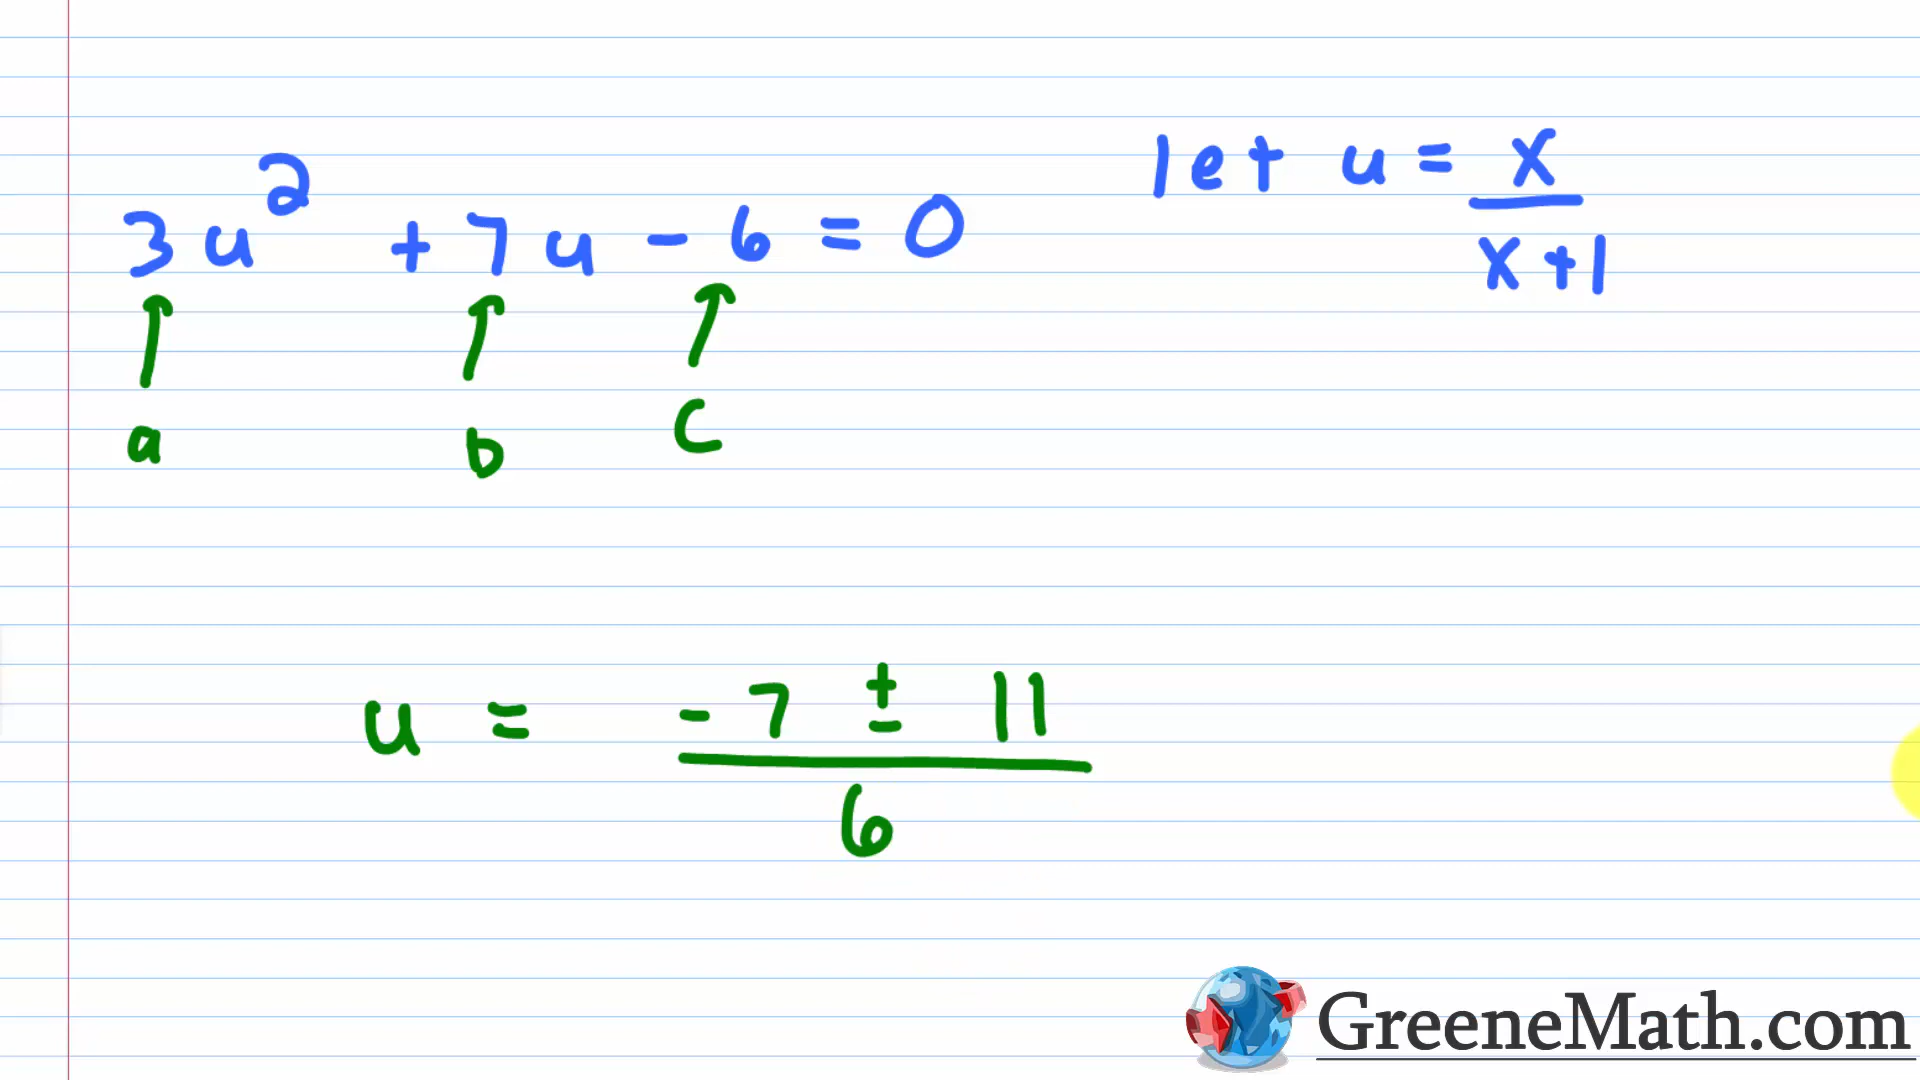 let u = x
3u² + 7u - 6 = 0
x + 1
a b c
u = -7 ± 11
6
GreeneMath.com